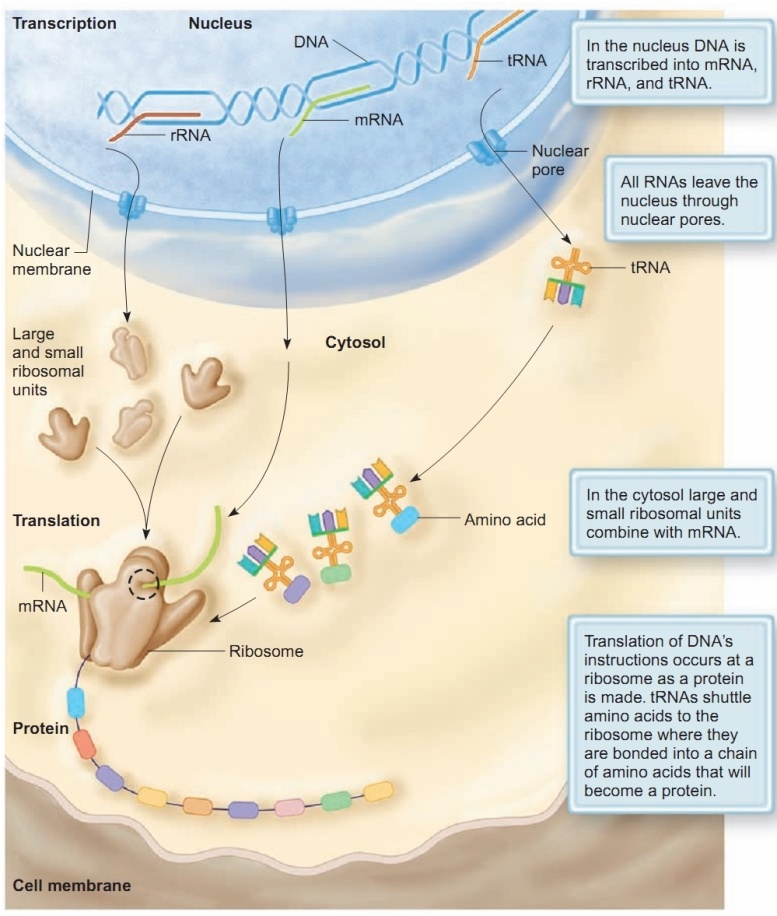 Transcription
Nucleus
DNA
tRNA
mRNA
rRNA
Nuclear
pore
In the nucleus DNA is
transcribed into mRNA,
rRNA, and tRNA.
All RNAs leave the
nucleus through
nuclear pores.
Nuclear
membrane
tRNA
Large
and small
ribosomal
units
Cytosol
Translation
Amino acid
In the cytosol large and
small ribosomal units
combine with mRNA.
mRNA
Ribosome
Translation of DNA's
instructions occurs at a
ribosome as a protein
is made. tRNAs shuttle
amino acids to the
ribosome where they
are bonded into a chain
of amino acids that will
become a protein.
Protein
Cell membrane